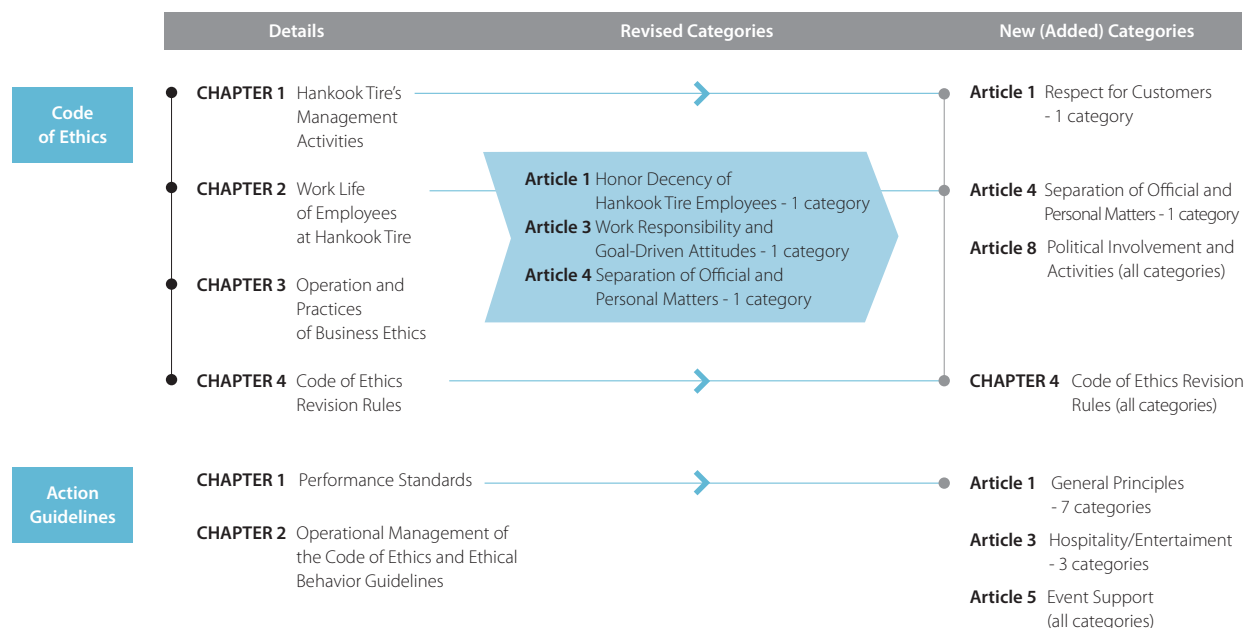 Details
Revised Categories
New (Added) Categories
Code
of Ethics
CHAPTER 1 Hankook Tire's
Management
Activities
Article 1 Respect for Customers
- 1 category
CHAPTER 2 Work Life
of Employees
at Hankook Tire
Article 1 Honor Decency of
Hankook Tire Employees - 1 category
Article 3 Work Responsibility and
Goal-Driven Attitudes - 1 category
Article 4 Separation of Official and
Personal Matters - 1 category
Article 4 Separation of Official and
Personal Matters - 1 category
Article 8 Political Involvement and
Activities (all categories)
CHAPTER 3 Operation and
Practices
of Business Ethics
CHAPTER 4 Code of Ethics
Revision Rules
CHAPTER 4 Code of Ethics Revision
Rules (all categories)
Action
Guidelines
CHAPTER 1 Performance Standards
CHAPTER 2 Operational Management of
the Code of Ethics and Ethical
Behavior Guidelines
Article 1 General Principles
- 7 categories
Article 3 Hospitality/Entertaiment
- 3 categories
Article 5 Event Support
(all categories)